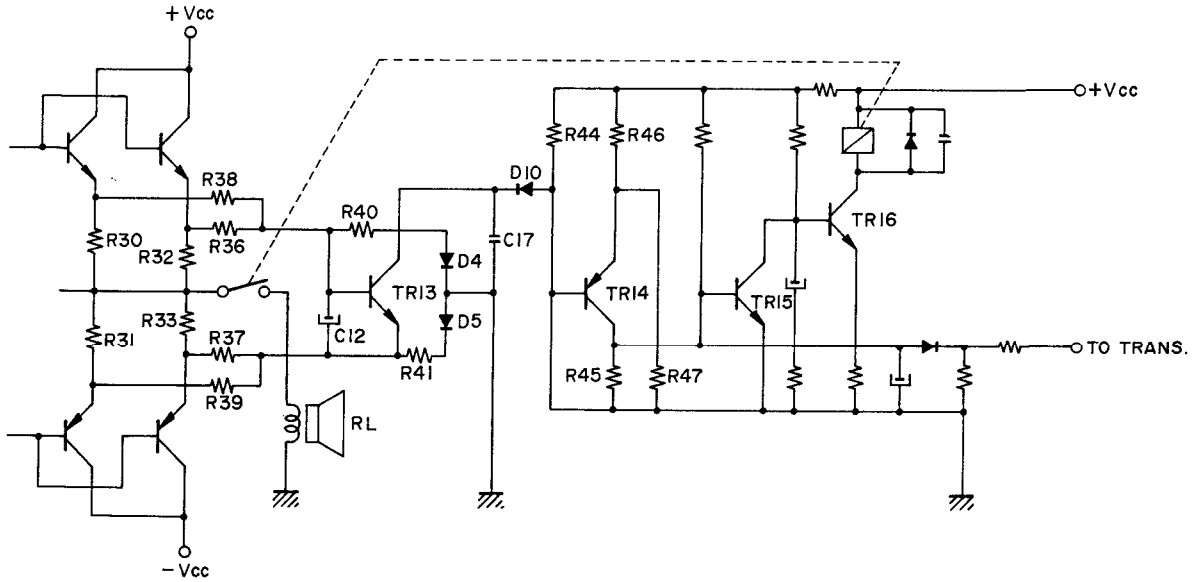 +Vcc
+Vcc
R44
R46
R38
D10
R40
R36
TR16
R30
R32
C17
D4
TR13
TR14
TR15
R33
D5
R31
R37
C12
TO TRANS.
R41
R45
R47
R39
RL
-Vcc